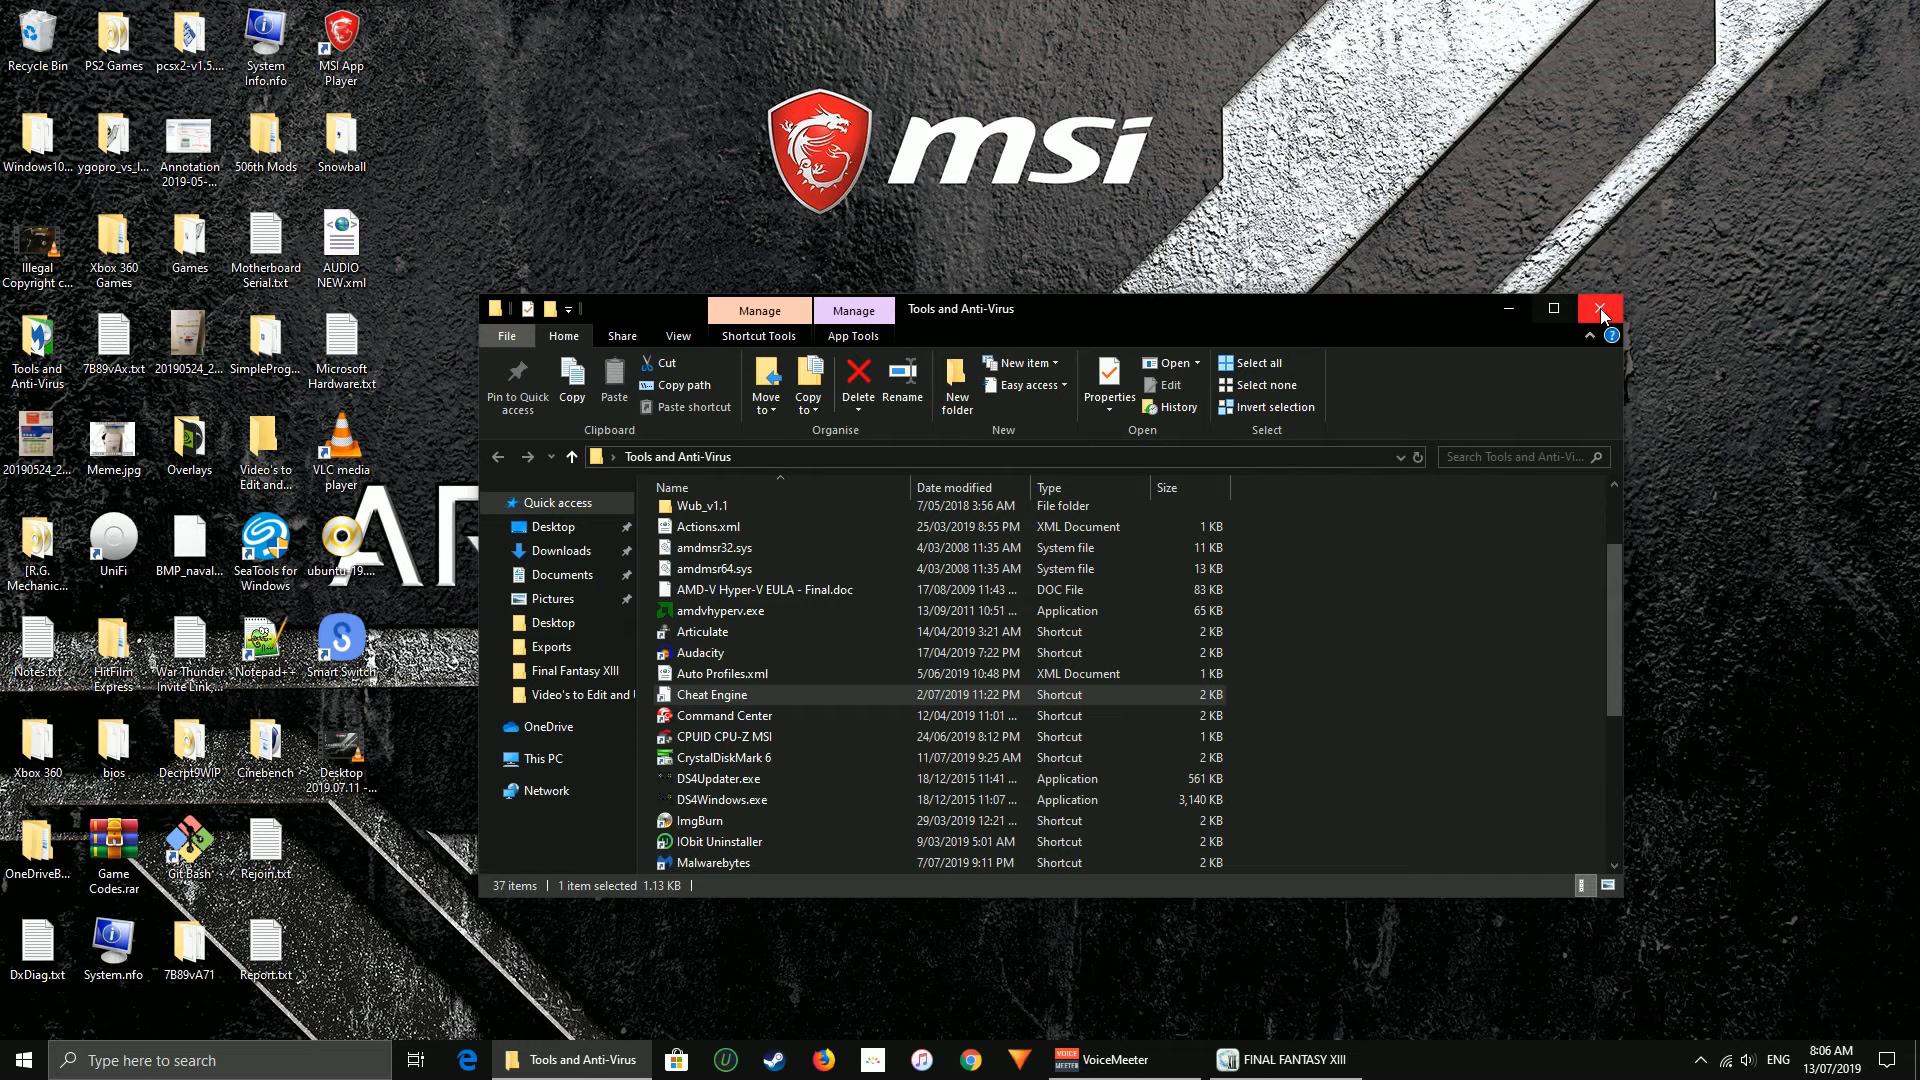 Recycle Bin
PS2 Games
pcsx2-v1.5....
System
Info.nfo
MSI App
Player
Windows10...
ygopro_vs_l...
Annotation
2019-05-...
506th Mods
Snowball
Illegal
Copyright c...
Xbox 360
Games
Games
Motherboard
Serial.txt
AUDIO
NEW.xml
Tools and
Anti-Virus
7B89vAx.txt
20190524_2...
SimpleProg...
Microsoft
Hardware.txt
20190524_2...
Meme.jpg
Overlays
Video's to
Edit and...
VLC media
player
[R.G.
Mechanic...
UniFi
BMP_naval...
SeaTools for
Windows
ubuntu-19....
Notes.txt
HitFilm
Express
War Thunder
Invite Link,...
Notepad++
Smart Switch
Xbox 360
bios
Decrpt9WIP
Cinebench
Desktop
2019.07.11 -...
OneDriveB...
Game
Codes.rar
Git Bash
Rejoin.txt
DxDiag.txt
System.nfo
7B89vA71
Report.txt
msi
Manage
Manage
Tools and Anti-Virus
File
Home
Share
View
Shortcut Tools
App Tools
Pin to Quick
access
Copy
Paste
Cut
Copy path
Paste shortcut
Clipboard
Move
to
Copy
to
Delete
Rename
Organise
New
folder
New item
Easy access
New
Properties
Open
Edit
History
Open
Select all
Select none
Invert selection
Select
Tools and Anti-Virus
Search Tools and Anti-Vi...
Quick access
Desktop
Downloads
Documents
Pictures
Desktop
Exports
Final Fantasy XIII
Video's to Edit and
OneDrive
This PC
Network
Name Date modified Type Size
Wub_v1.1 7/05/2018 3:56 AM File folder
Actions.xml 25/03/2019 8:55 PM XML Document 1 KB
amdmsr32.sys 4/03/2008 11:35 AM System file 11 KB
amdmsr64.sys 4/03/2008 11:35 AM System file 13 KB
AMD-V Hyper-V EULA - Final.doc 17/08/2009 11:43 ... DOC File 83 KB
amdvhyperv.exe 13/09/2011 10:51 ... Application 65 KB
Articulate 14/04/2019 3:21 AM Shortcut 2 KB
Audacity 17/04/2019 7:22 PM Shortcut 2 KB
Auto Profiles.xml 5/06/2019 10:48 PM XML Document 1 KB
Cheat Engine 2/07/2019 11:22 PM Shortcut 2 KB
Command Center 12/04/2019 11:01 ... Shortcut 2 KB
CPUID CPU-Z MSI 24/06/2019 8:12 PM Shortcut 1 KB
CrystalDiskMark 6 11/07/2019 9:25 AM Shortcut 2 KB
DS4Updater.exe 18/12/2015 11:41 ... Application 561 KB
DS4Windows.exe 18/12/2015 11:07 ... Application 3,140 KB
ImgBurn 29/03/2019 12:21 ... Shortcut 2 KB
IObit Uninstaller 9/03/2019 5:01 AM Shortcut 2 KB
Malwarebytes 7/07/2019 9:11 PM Shortcut 2 KB
37 items
1 item selected 1.13 KB
Type here to search
Tools and Anti-Virus
VOICE
MEETER
VoiceMeeter
FINAL FANTASY XIII
ENG
8:06 AM
13/07/2019